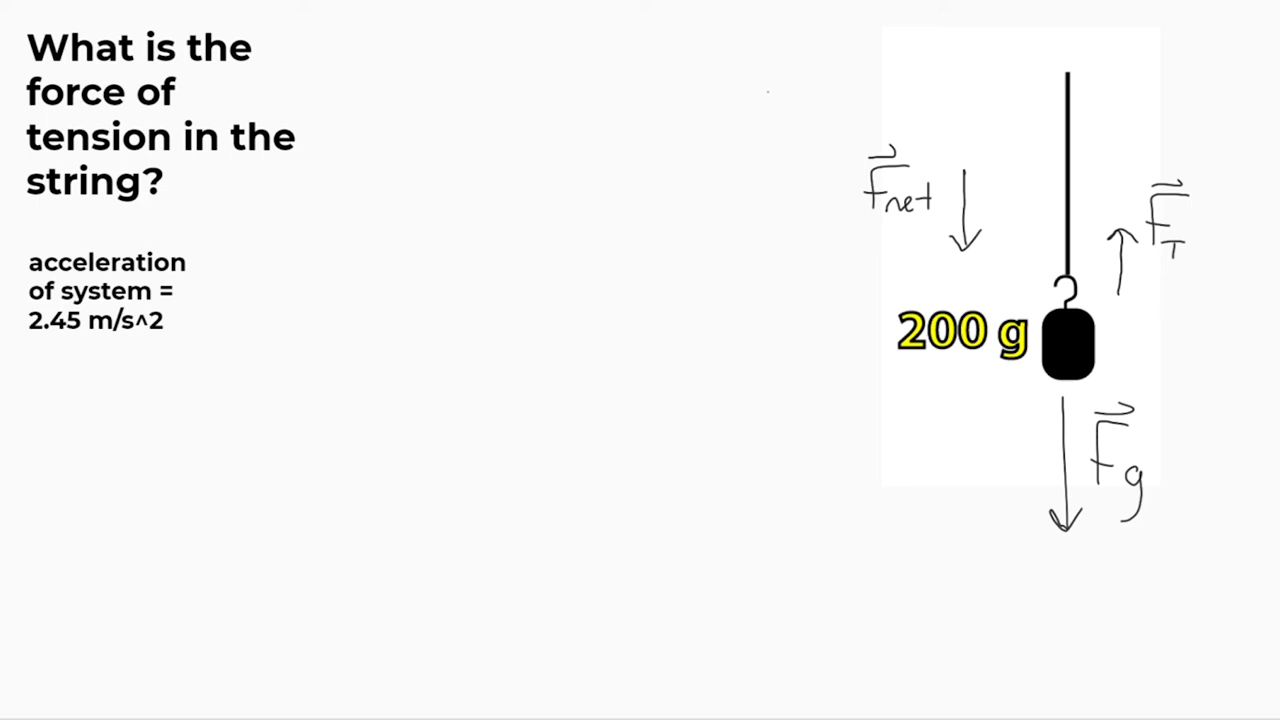 What is the
force of
tension in the
string?
acceleration
of system =
2.45 m/s^2
Fnet
FT
200 g
Fg